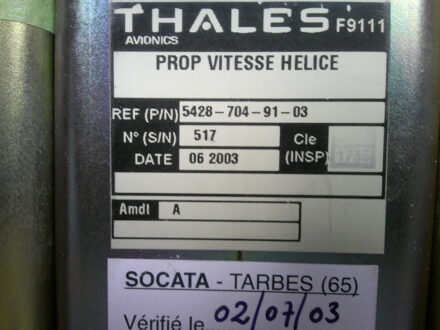 THALES F9111
AVIONICS
PROP VITESSE HELICE
REF (P/N) 5428-704-91-03
N° (S/N) 517 Cle
DATE 06 2003 (INSP)
Amdl A
SOCATA - TARBES (65)
Vérifié le 02/07/03